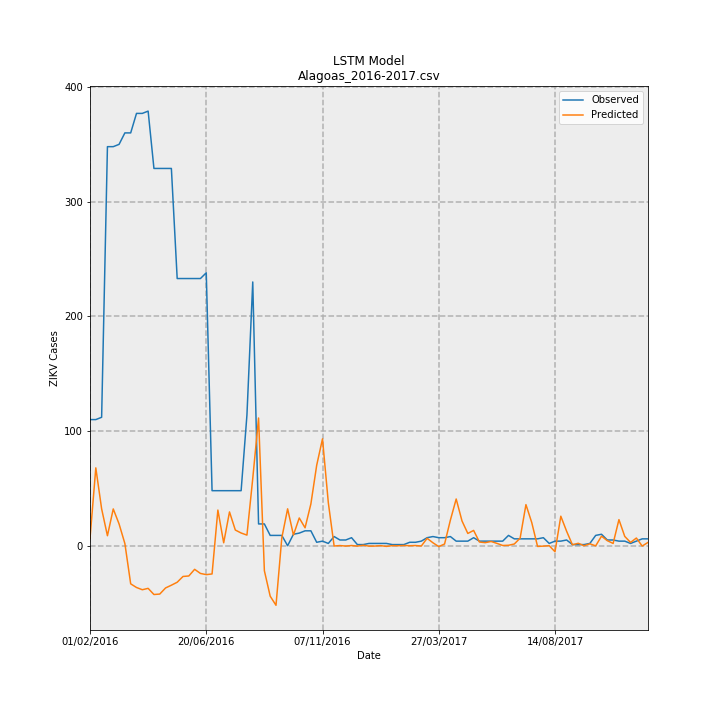 LSTM Model
Alagoas_2016-2017.csv
Observed
Predicted
400
300
200
100
0
ZIKV Cases
01/02/2016
20/06/2016
07/11/2016
27/03/2017
14/08/2017
Date